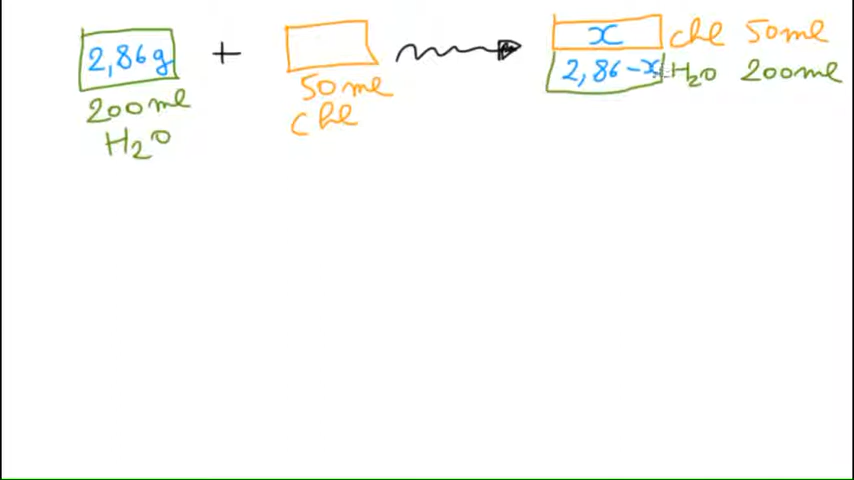 2,86g + x chl 50ml
50ml 2,86-x H2O 200ml
200ml chl
H2O